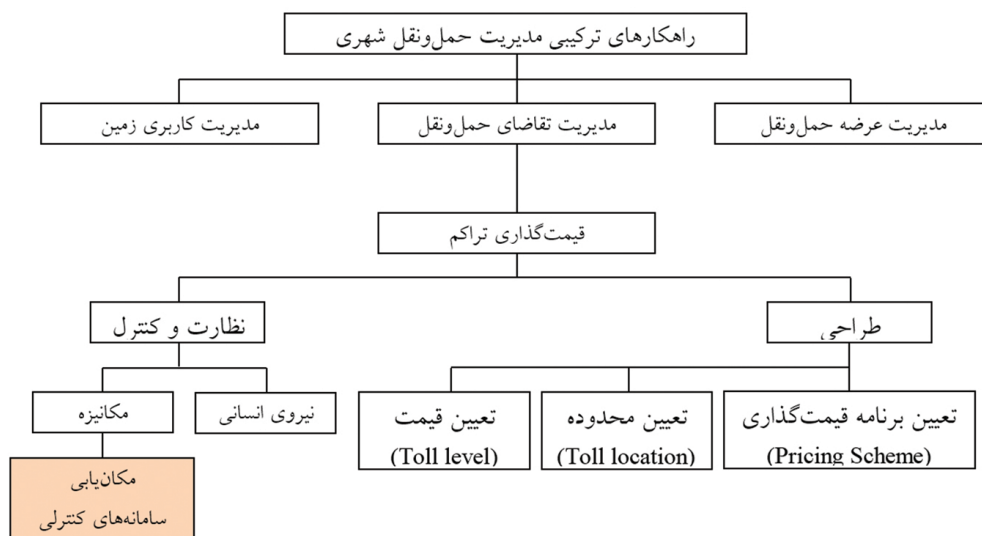 راهکارهای ترکیبی مدیریت حمل‌ونقل شهری
مدیریت عرضه حمل‌ونقل
مدیریت تقاضای حمل‌ونقل
مدیریت کاربری زمین
قیمت‌گذاری تراکم
طراحی
نظارت و کنترل
تعیین برنامه قیمت‌گذاری
(Pricing Scheme)
تعیین محدوده
(Toll location)
تعیین قیمت
(Toll level)
نیروی انسانی
مکانیزه
مکان‌یابی
سامانه‌های کنترلی